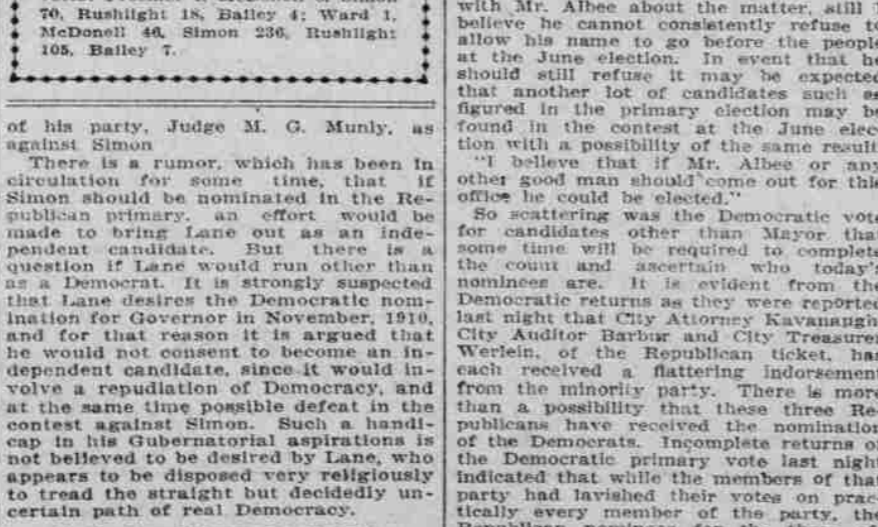 70, Rushlight 18, Bailey 4; Ward 1,
McDonell 46, Simon 236, Rushlight
105, Bailey 7.
of his party, Judge M. G. Munly, as
against Simon
There is a rumor, which has been in
circulation for some time, that if
Simon should be nominated in the Re-
publican primary, an effort would be
made to bring Lane out as an inde-
pendent candidate. But there is a
question if Lane would run other than
as a Democrat. It is strongly suspected
that Lane desires the Democratic nom-
ination for Governor in November, 1910,
and for that reason it is argued that
he would not consent to become an in-
dependent candidate, since it would in-
volve a repudiation of Democracy, and
at the same time possible defeat in the
contest against Simon. Such a handi-
cap in his Gubernatorial aspirations is
not believed to be desired by Lane, who
appears to be disposed very religiously
to tread the straight but decidedly un-
certain path of real Democracy.
with Mr. Albee about the matter, still I
believe he cannot consistently refuse to
allow his name to go before the people
at the June election. In event that he
should still refuse it may be expected
that another lot of candidates such as
figured in the primary election may be
found in the contest at the June elec
tion with a possibility of the same result
"I believe that if Mr. Albee or any
other good man should come out for this
office he could be elected."
So scattering was the Democratic vote
for candidates other than Mayor that
some time will be required to complete
the count and ascertain who today's
nominees are. It is evident from the
Democratic returns as they were reported
last night that City Attorney Kavanaugh
City Auditor Barbur and City Treasurer
Werlein, of the Republican ticket, has
each received a flattering indorsement
from the minority party. There is more
than a possibility that these three Re
publicans have received the nomination
of the Democrats. Incomplete returns of
the Democratic primary vote last night
indicated that while the members of that
party had lavished their votes on prac
tically every member of the party, the